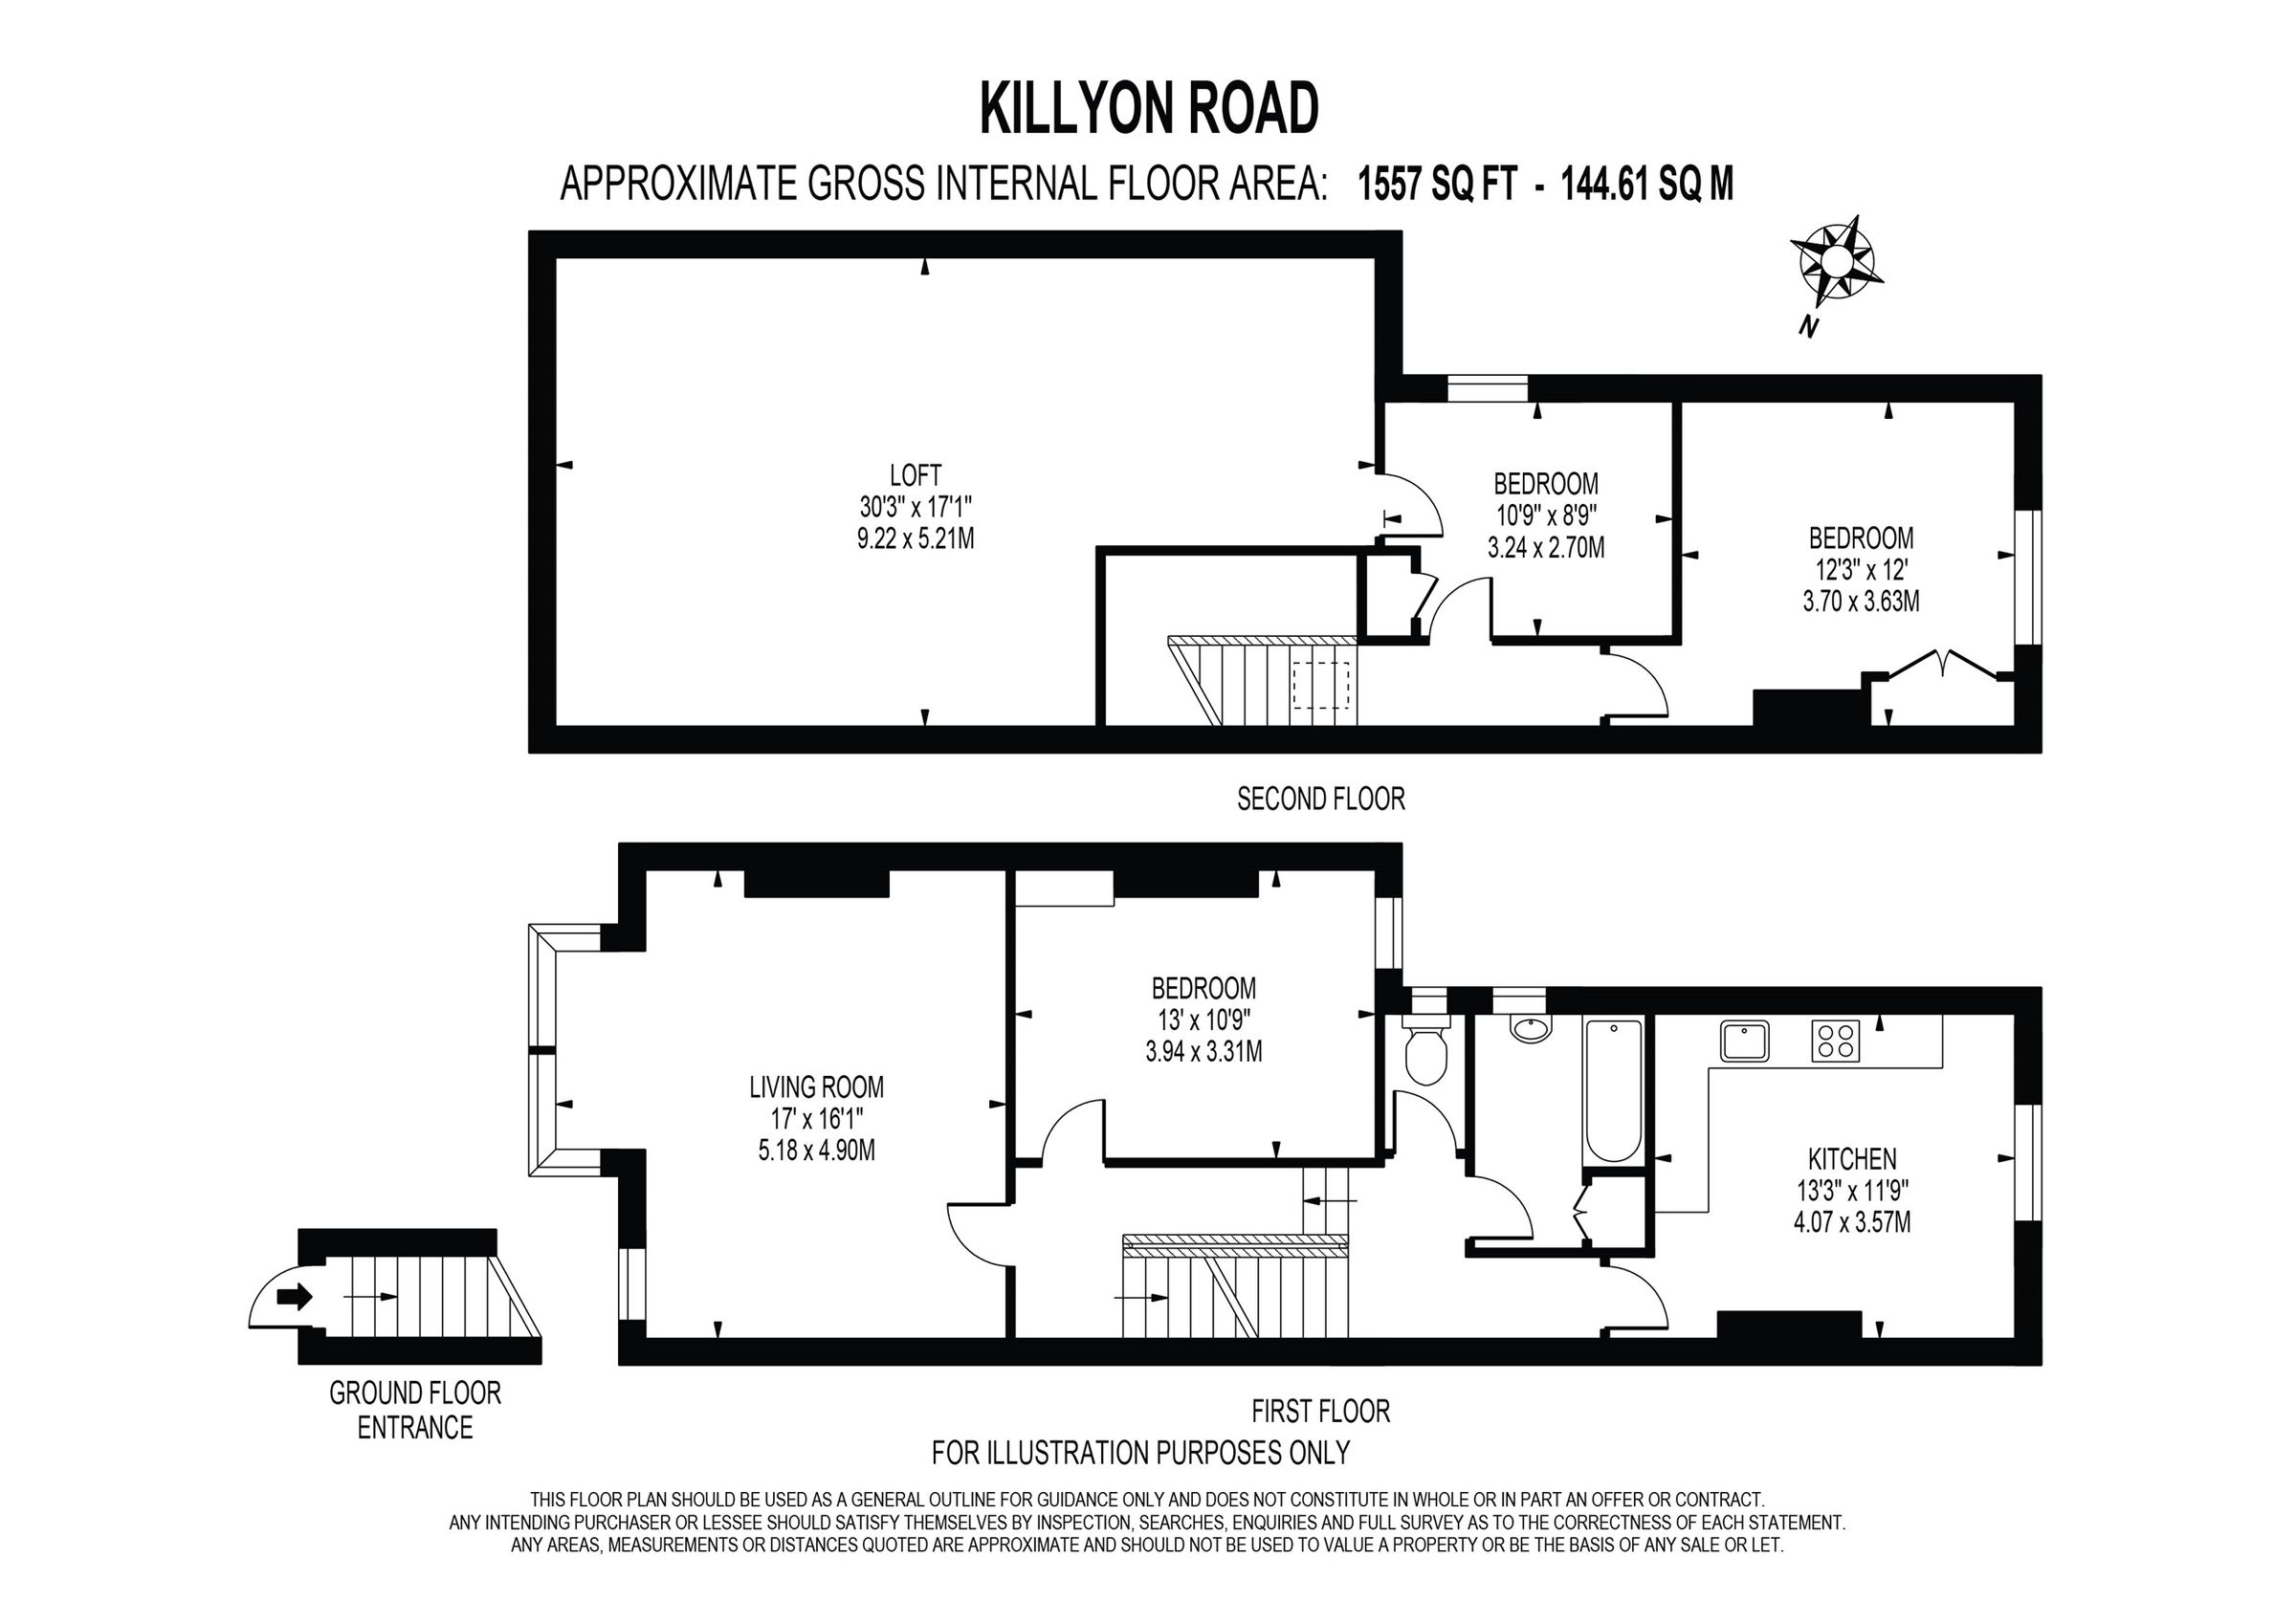 KILLYON ROAD
APPROXIMATE GROSS INTERNAL FLOOR AREA: 1557 SQ FT - 144.61 SQ M
N
LOFT
30'3" x 17'1"
9.22 x 5.21M
BEDROOM
10'9" x 8'9"
3.24 x 2.70M
BEDROOM
12'3" x 12'
3.70 x 3.63M
SECOND FLOOR
LIVING ROOM
17' x 16'1"
5.18 x 4.90M
BEDROOM
13' x 10'9"
3.94 x 3.31M
KITCHEN
13'3" x 11'9"
4.07 x 3.57M
GROUND FLOOR
ENTRANCE
FIRST FLOOR
FOR ILLUSTRATION PURPOSES ONLY
THIS FLOOR PLAN SHOULD BE USED AS A GENERAL OUTLINE FOR GUIDANCE ONLY AND DOES NOT CONSTITUTE IN WHOLE OR IN PART AN OFFER OR CONTRACT.
ANY INTENDING PURCHASER OR LESSEE SHOULD SATISFY THEMSELVES BY INSPECTION, SEARCHES, ENQUIRIES AND FULL SURVEY AS TO THE CORRECTNESS OF EACH STATEMENT.
ANY AREAS, MEASUREMENTS OR DISTANCES QUOTED ARE APPROXIMATE AND SHOULD NOT BE USED TO VALUE A PROPERTY OR BE THE BASIS OF ANY SALE OR LET.